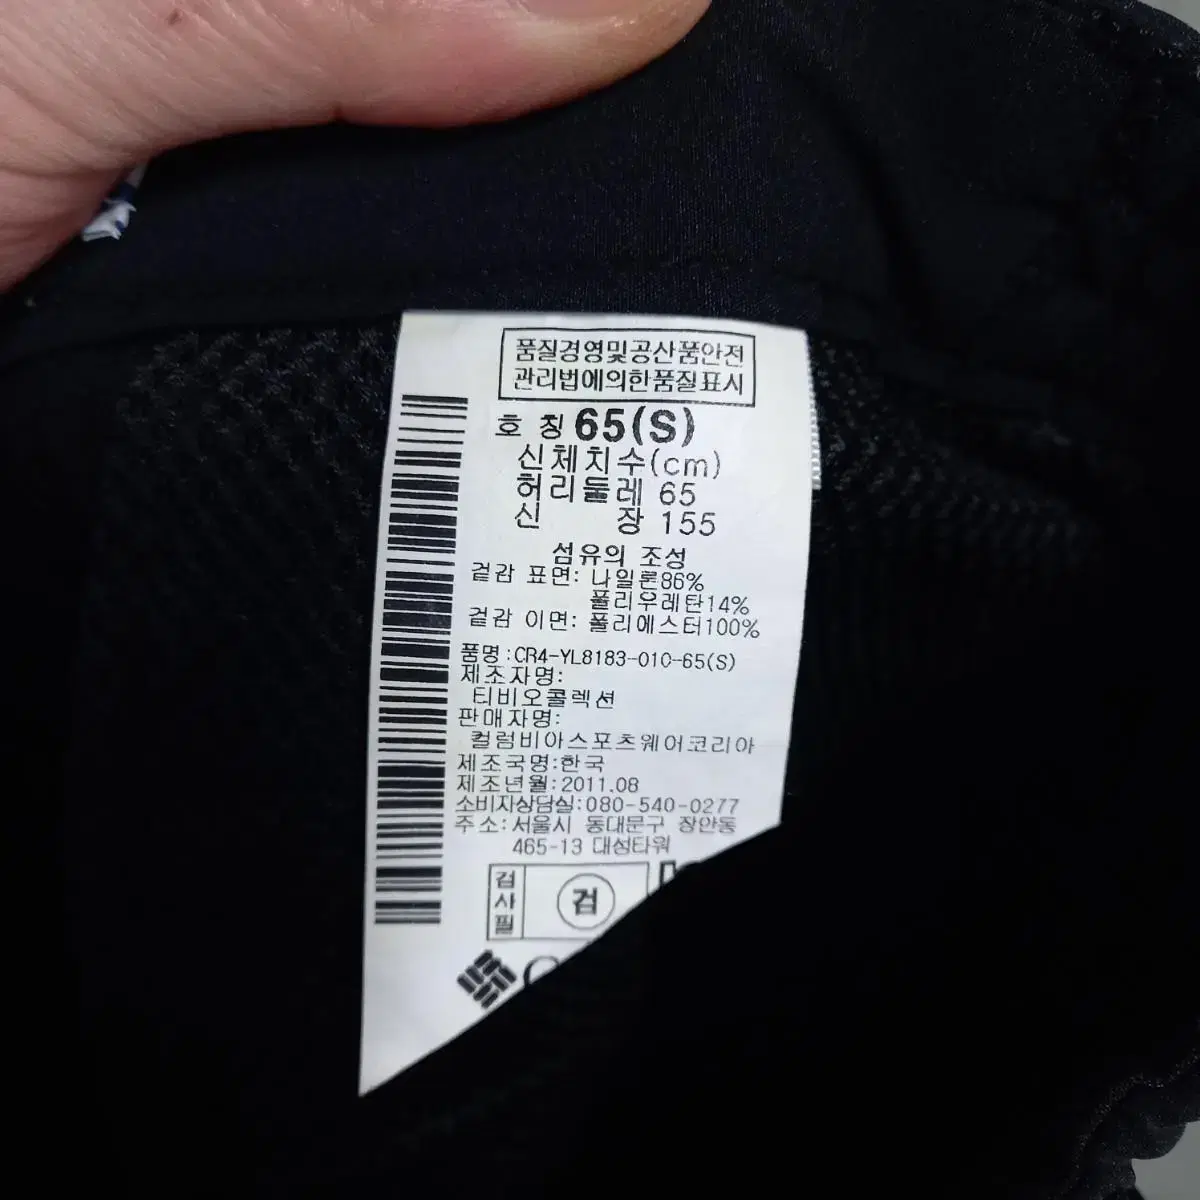 품질경영및공산품안전
관리법에의한품질표시
호 칭 65(S)
신체치수(cm)
허리둘레 65
신 장 155
섬유의 조성
겉감 표면: 나일론86%
폴리우레탄14%
겉감 이면: 폴리에스터100%
품명:CR4-YL8183-010-65(S)
제조자명:
티비오콜렉션
판매자명:
컬럼비아스포츠웨어코리아
제조국명:한국
제조년월:2011.08
소비자상담실:080-540-0277
주소:서울시 동대문구 장안동
465-13 대성타워
검사필
검